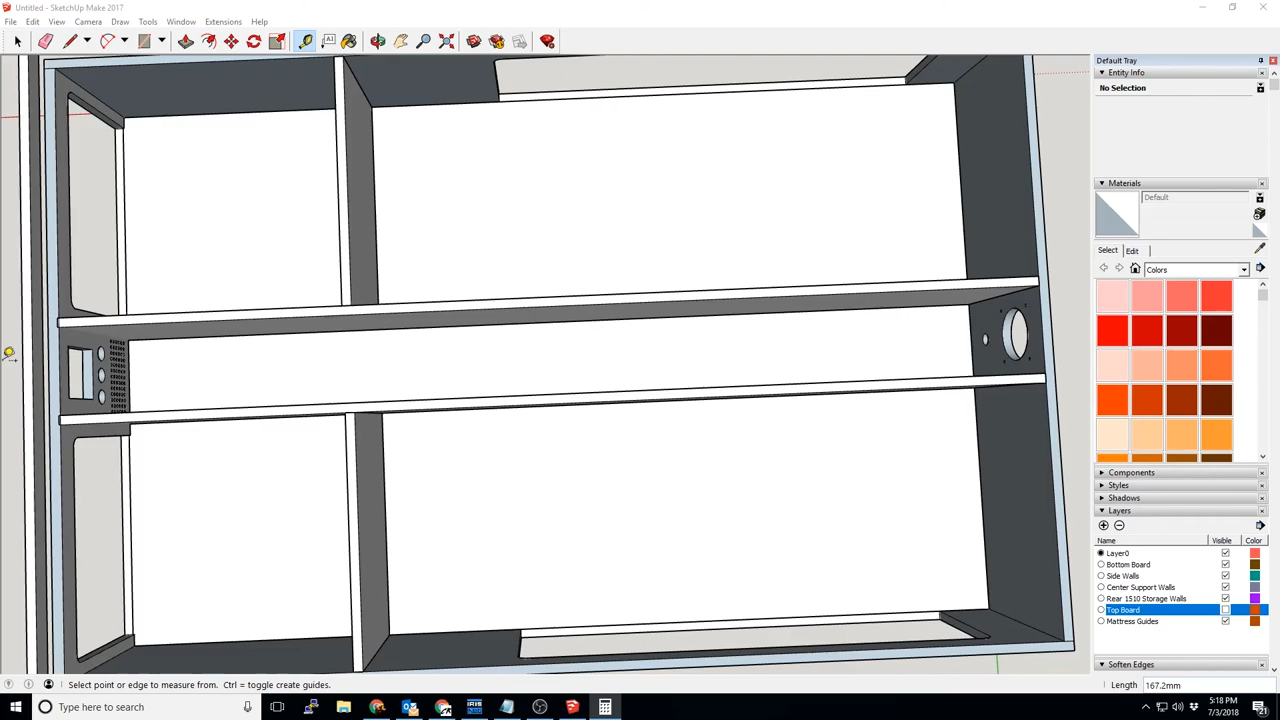 Untitled - SketchUp Make 2017
File Edit View Camera Draw Tools Window Extensions Help
Default Tray
Entity Info
No Selection
Materials
Default
Select Edit
Colors
Components
Styles
Shadows
Layers
Name Visible Color
Layer0
Bottom Board
Side Walls
Center Support Walls
Rear 1510 Storage Walls
Top Board
Mattress Guides
Soften Edges
Select point or edge to measure from. Ctrl = toggle create guides.
Length 167.2mm
Type here to search
5:18 PM
7/3/2018